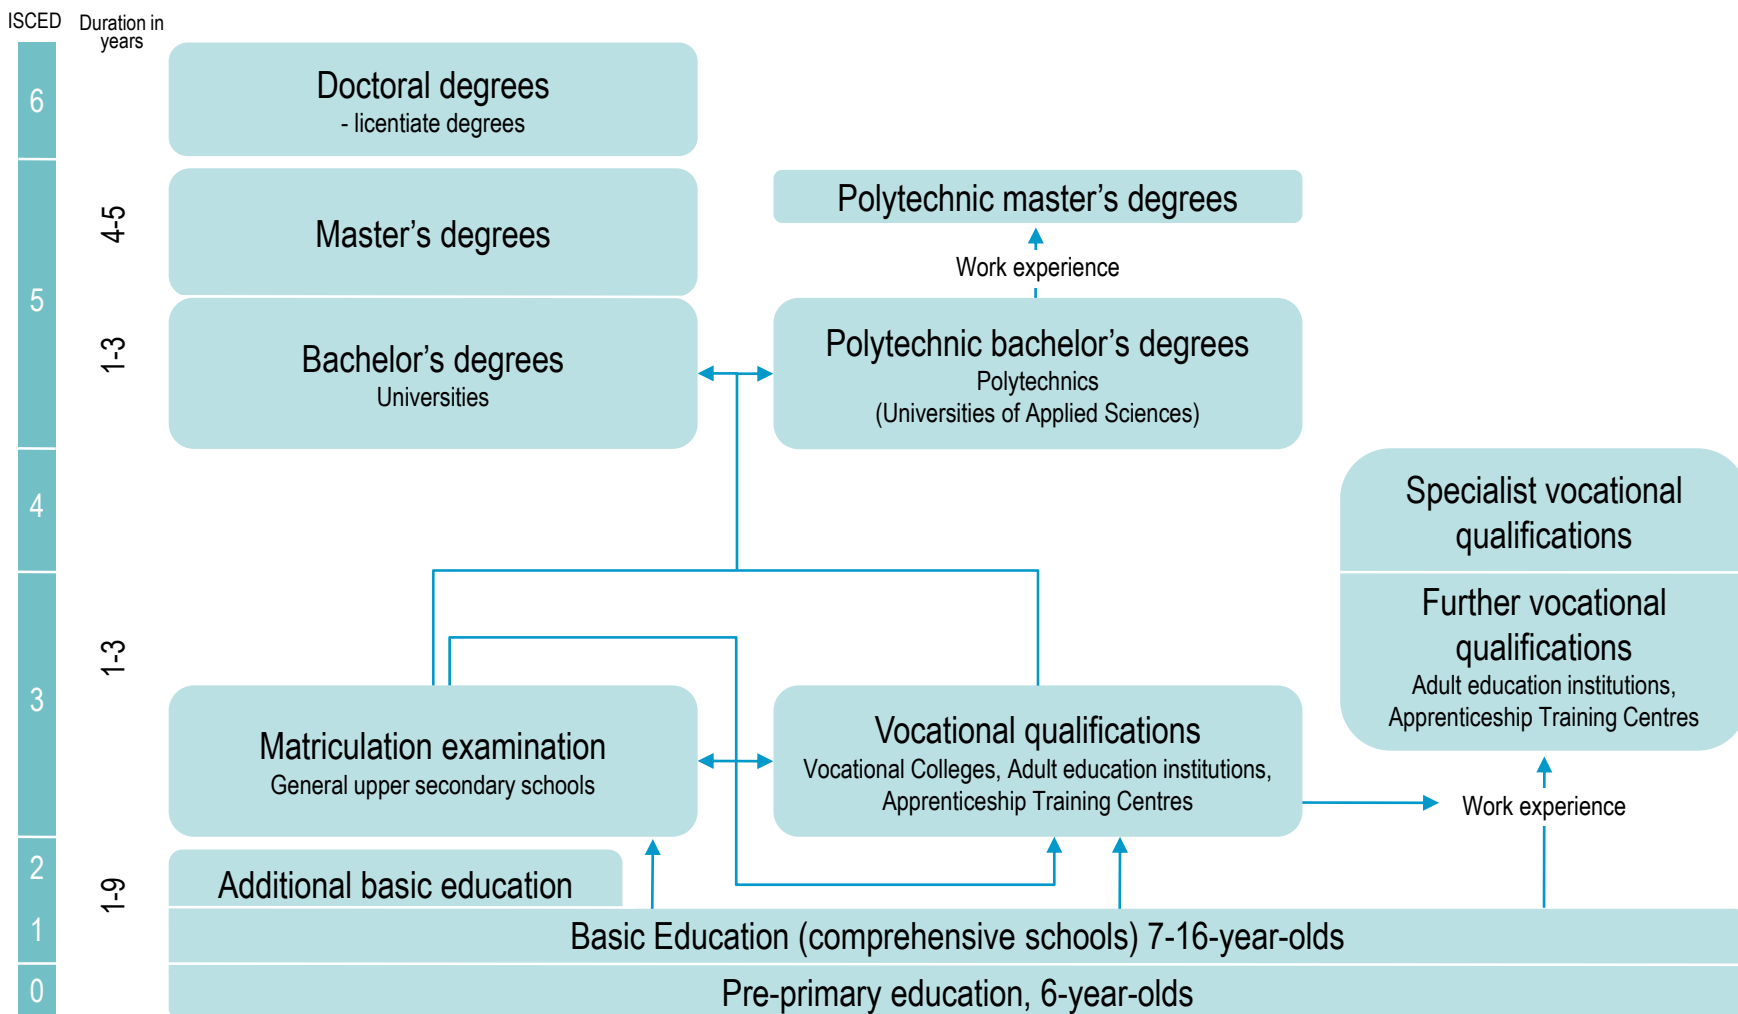 ISCED
Duration in
years
6
Doctoral degrees
- licentiate degrees
4-5
Master's degrees
Polytechnic master's degrees
Work experience
5
1-3
Bachelor's degrees
Universities
Polytechnic bachelor's degrees
Polytechnics
(Universities of Applied Sciences)
4
Specialist vocational
qualifications
Further vocational
qualifications
Adult education institutions,
Apprenticeship Training Centres
1-3
3
Matriculation examination
General upper secondary schools
Vocational qualifications
Vocational Colleges, Adult education institutions,
Apprenticeship Training Centres
Work experience
2
1-9
Additional basic education
1
Basic Education (comprehensive schools) 7-16-year-olds
0
Pre-primary education, 6-year-olds